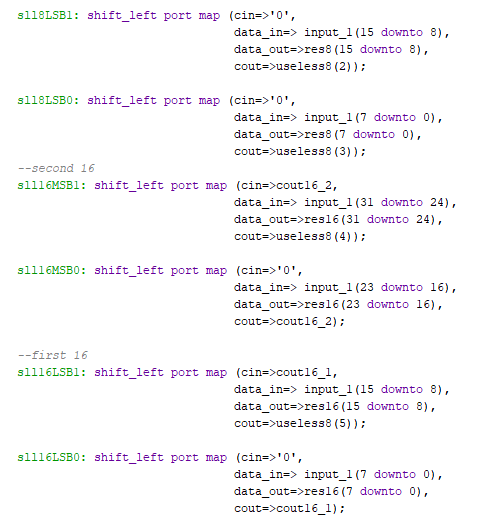 sll8LSB1: shift_left port map (cin=>'0',
data_in=> input_1(15 downto 8),
data_out=>res8(15 downto 8),
cout=>useless8(2));
sll8LSB0: shift_left port map (cin=>'0',
data_in=> input_1(7 downto 0),
data_out=>res8(7 downto 0),
cout=>useless8(3));
--second 16
sll16MSB1: shift_left port map (cin=>cout16_2,
data_in=> input_1(31 downto 24),
data_out=>res16(31 downto 24),
cout=>useless8(4));
sll16MSB0: shift_left port map (cin=>'0',
data_in=> input_1(23 downto 16),
data_out=>res16(23 downto 16),
cout=>cout16_2);
--first 16
sll16LSB1: shift_left port map (cin=>cout16_1,
data_in=> input_1(15 downto 8),
data_out=>res16(15 downto 8),
cout=>useless8(5));
sll16LSB0: shift_left port map (cin=>'0',
data_in=> input_1(7 downto 0),
data_out=>res16(7 downto 0),
cout=>cout16_1);